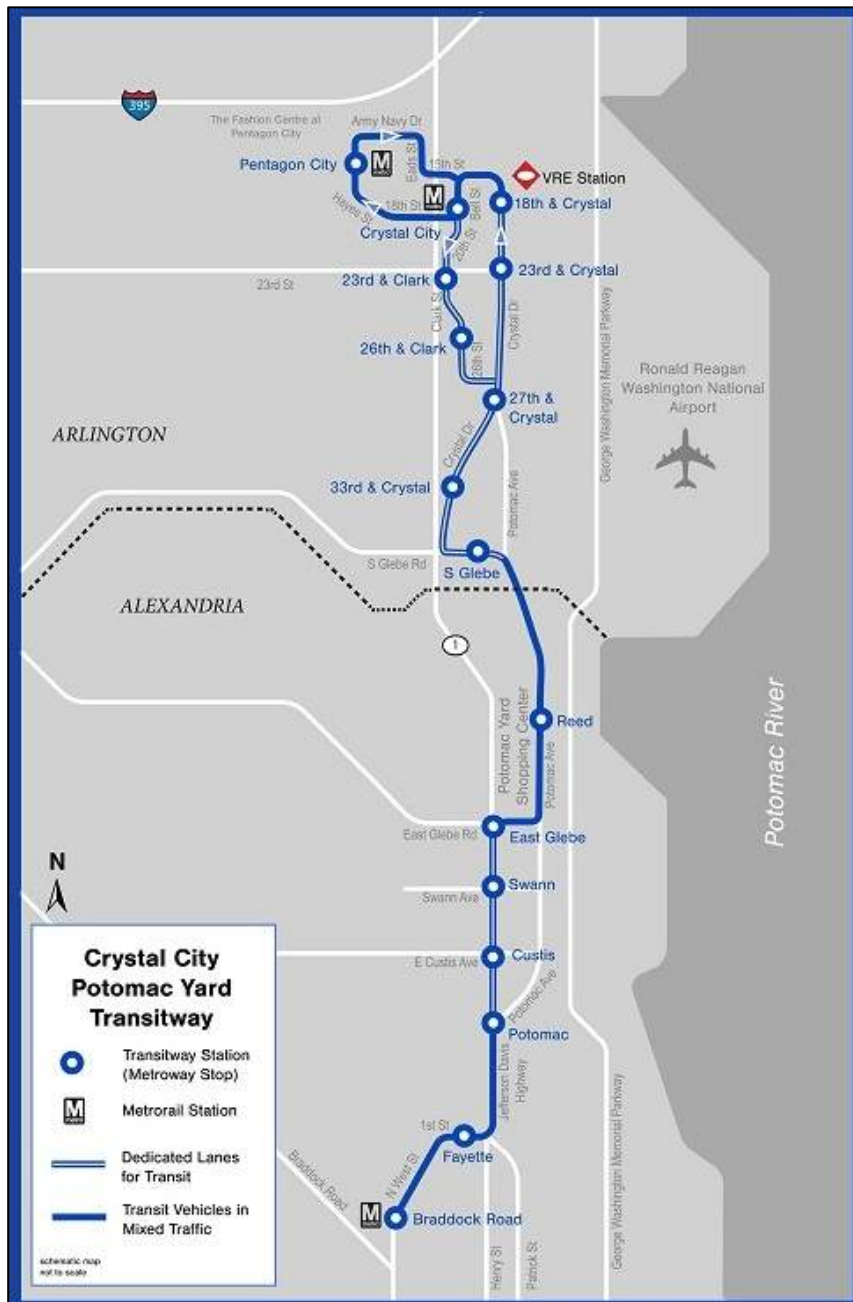 395
The Fashion Centre at
Pentagon City
Army Navy Dr
Pentagon City
M
Eads St
15th St
VRE Station
M
Hayes St
18th St
Bell St
18th & Crystal
Crystal City
20th St
23rd & Clark
23rd & Crystal
23rd St
Clark St
Crystal Dr
26th & Clark
26th St
George Washington Memorial Parkway
Ronald Reagan
Washington National
Airport
27th &
Crystal
ARLINGTON
Crystal Dr
33rd & Crystal
Potomac Ave
S Glebe Rd
S Glebe
ALEXANDRIA
1
Potomac River
Potomac Yard
Shopping Center
Reed
Potomac Ave
East Glebe Rd
East Glebe
N
Swann Ave
Swann
E Custis Ave
Custis
Potomac Ave
Potomac
Jefferson Davis
Highway
George Washington Memorial Parkway
1st St
Fayette
N West St
Braddock Road
M
Braddock Road
Henry St
Patrick St
Crystal City
Potomac Yard
Transitway
Transitway Station
(Metroway Stop)
M
Metrorail Station
Dedicated Lanes
for Transit
Transit Vehicles in
Mixed Traffic
schematic map
not to scale